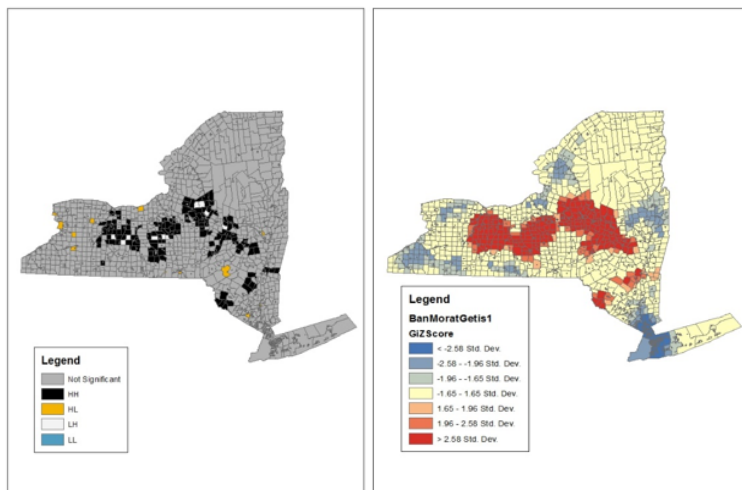 Legend
Not Significant
HH
HL
LH
LL
Legend
BanMoratGetis1
GiZScore
< -2.58 Std. Dev.
-2.58 - -1.96 Std. Dev.
-1.96 - -1.65 Std. Dev.
-1.65 - 1.65 Std. Dev.
1.65 - 1.96 Std. Dev.
1.96 - 2.58 Std. Dev.
> 2.58 Std. Dev.